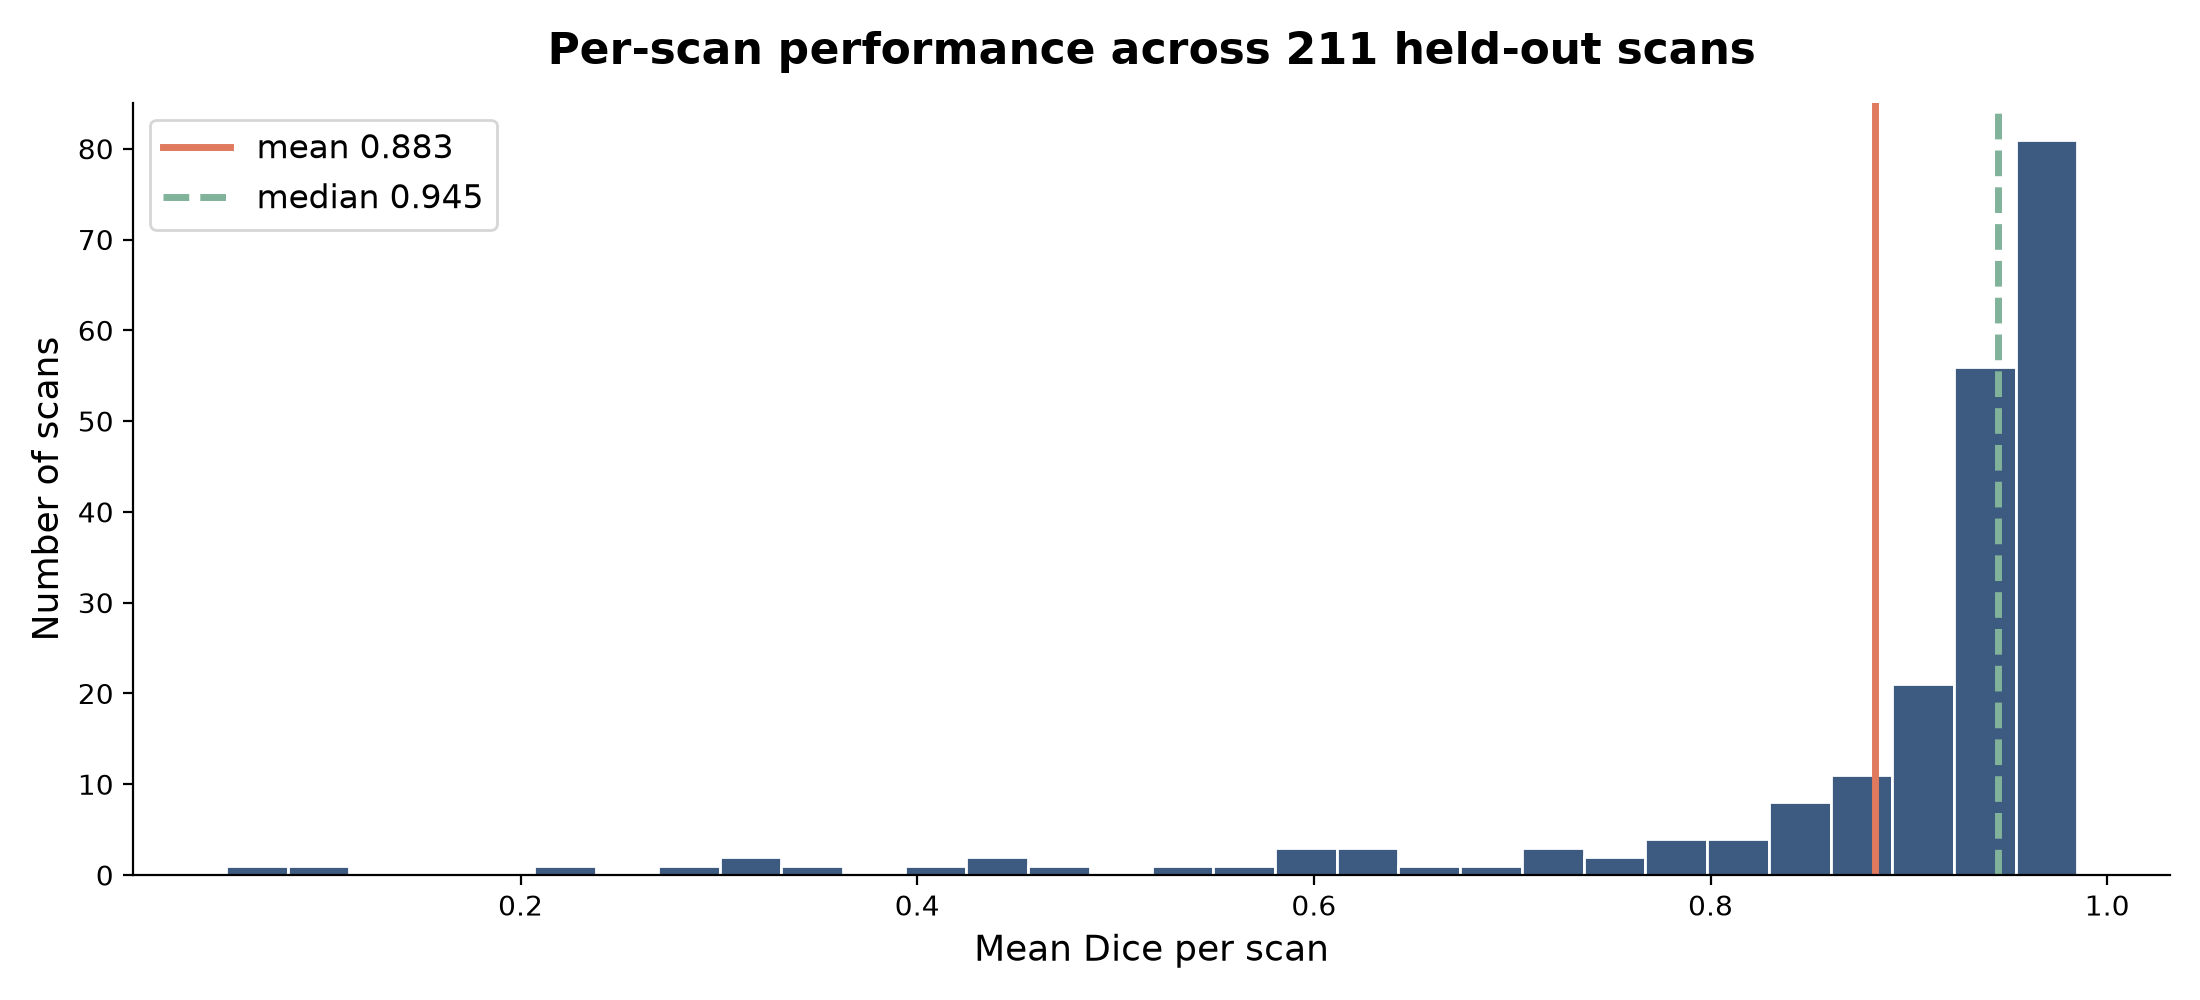 Per-scan performance across 211 held-out scans
mean 0.883
median 0.945
Number of scans
80
70
60
50
40
30
20
10
0
0.2 0.4 0.6 0.8 1.0
Mean Dice per scan